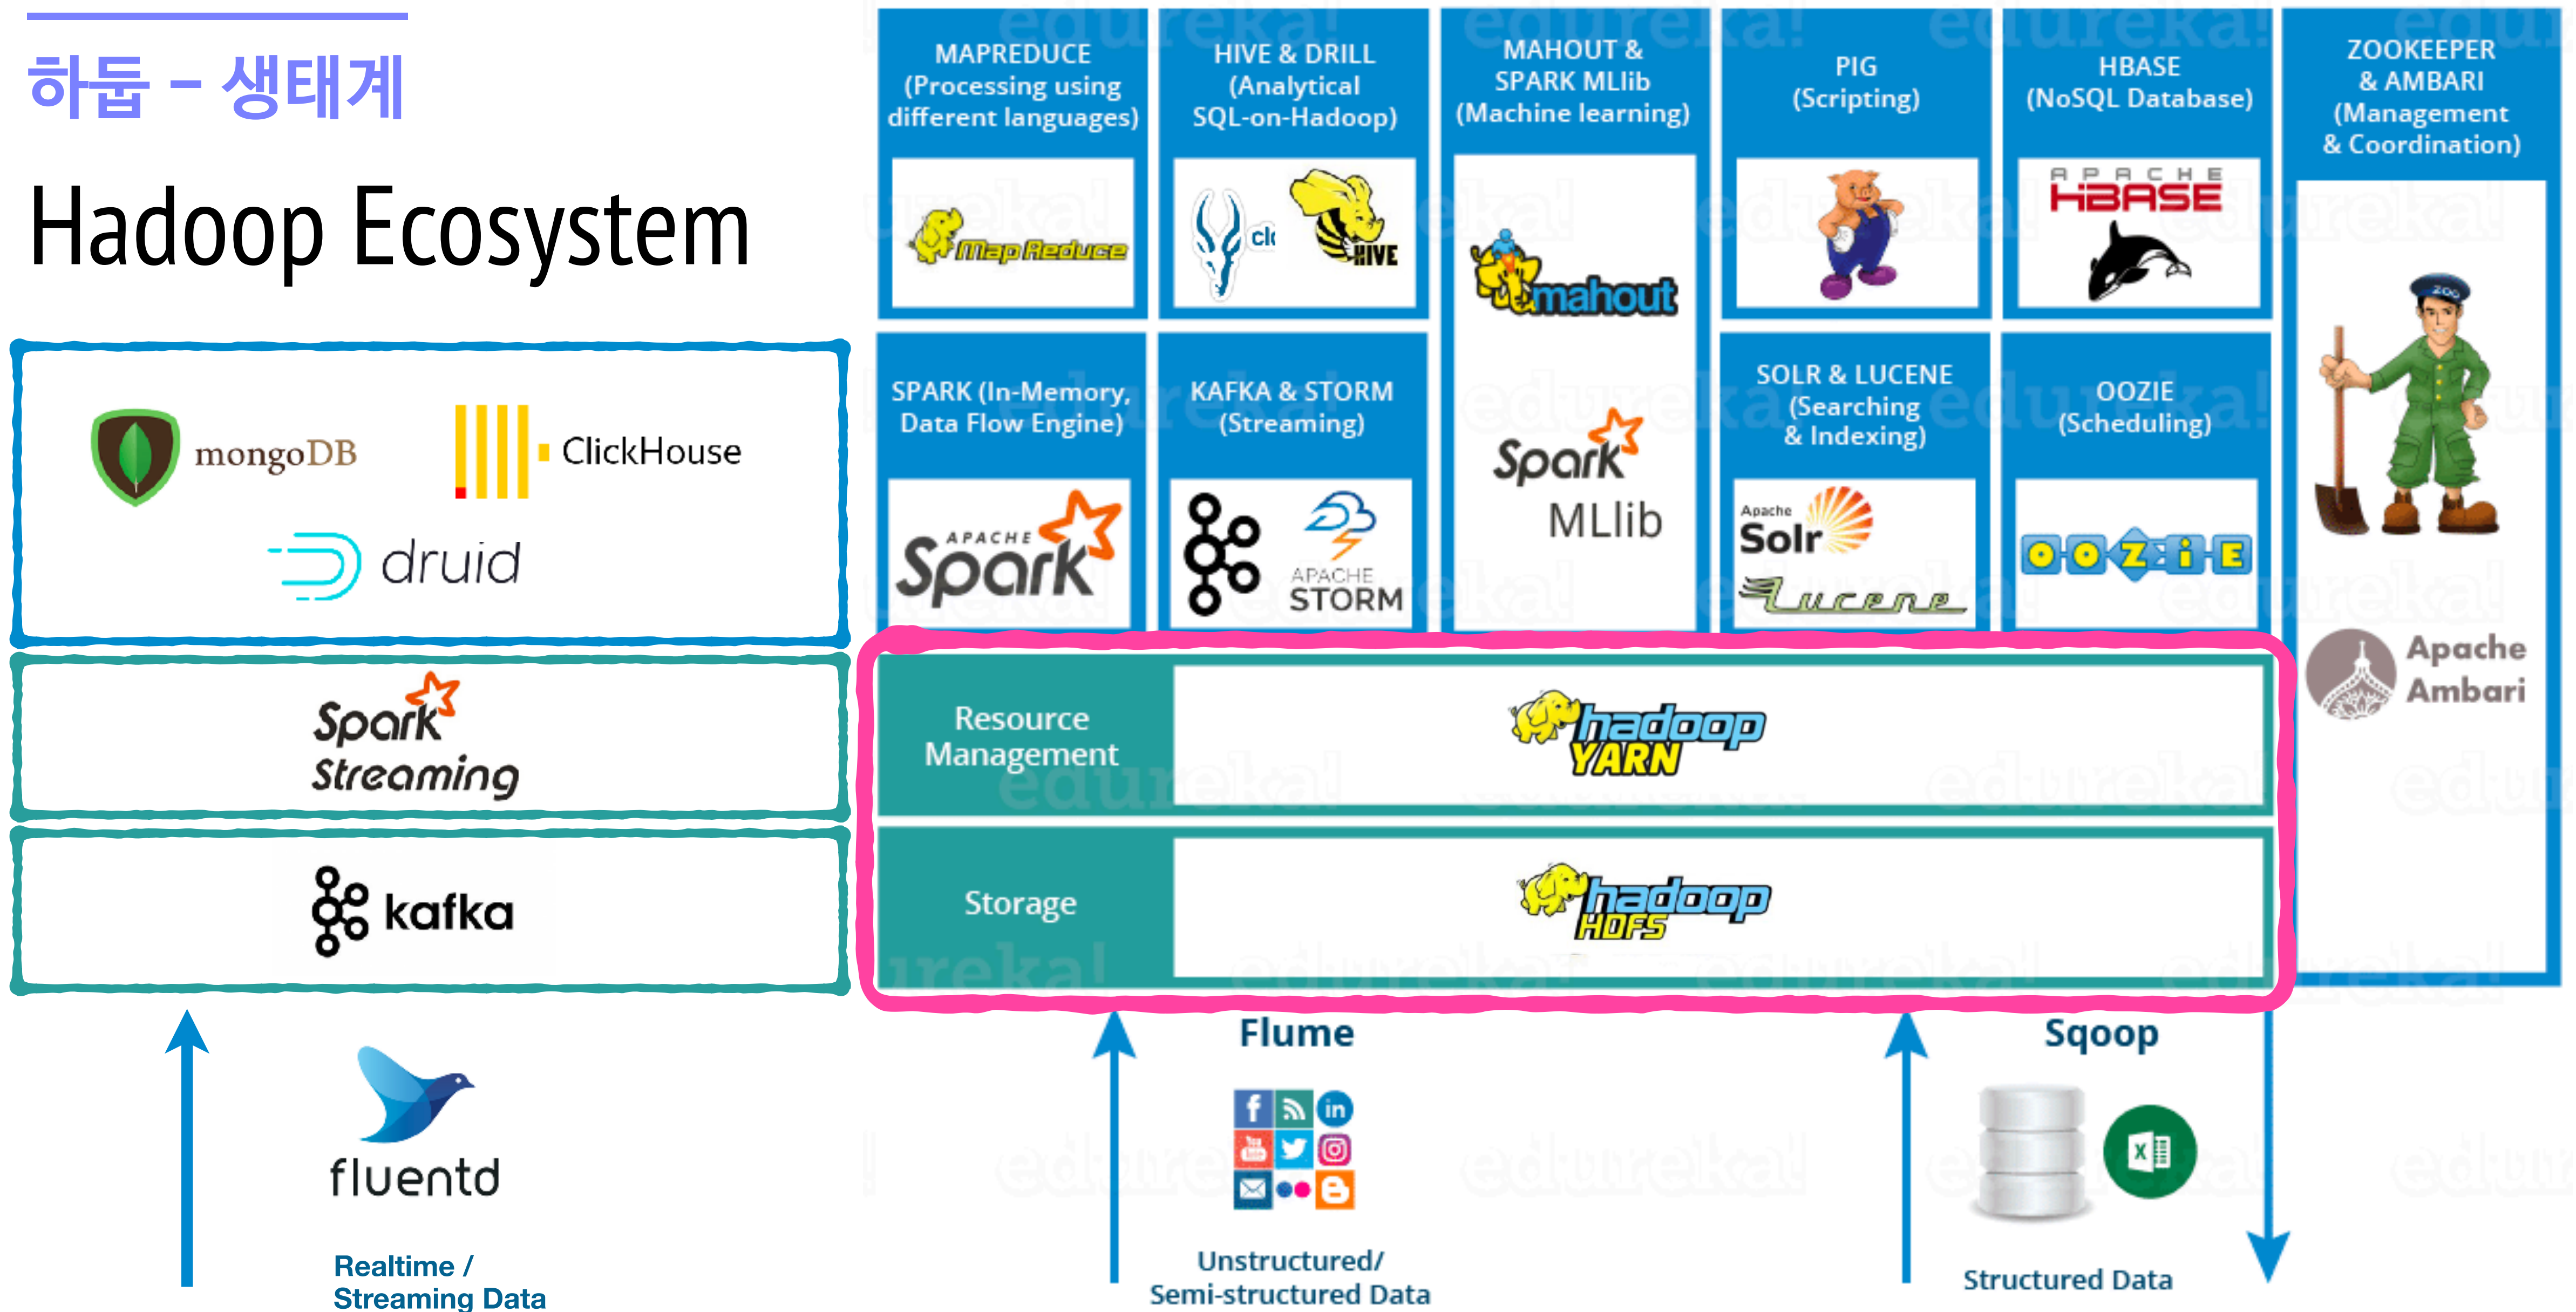 하둡 - 생태계
Hadoop Ecosystem
mongoDB
ClickHouse
druid
Spark
Streaming
kafka
fluentd
Realtime /
Streaming Data
MAPREDUCE
(Processing using
different languages)
Map Reduce
HIVE & DRILL
(Analytical
SQL-on-Hadoop)
HIVE
MAHOUT &
SPARK MLlib
(Machine learning)
mahout
Spark
MLlib
PIG
(Scripting)
HBASE
(NoSQL Database)
APACHE
HBASE
ZOOKEEPER
& AMBARI
(Management
& Coordination)
ZOO
Apache
Ambari
SPARK (In-Memory,
Data Flow Engine)
APACHE
Spark
KAFKA & STORM
(Streaming)
APACHE
STORM
SOLR & LUCENE
(Searching
& Indexing)
Apache
Solr
Lucene
OOZIE
(Scheduling)
OOZiE
Resource
Management
hadoop
YARN
Storage
hadoop
HDFS
Flume
Unstructured/
Semi-structured Data
Sqoop
Structured Data
edureka!